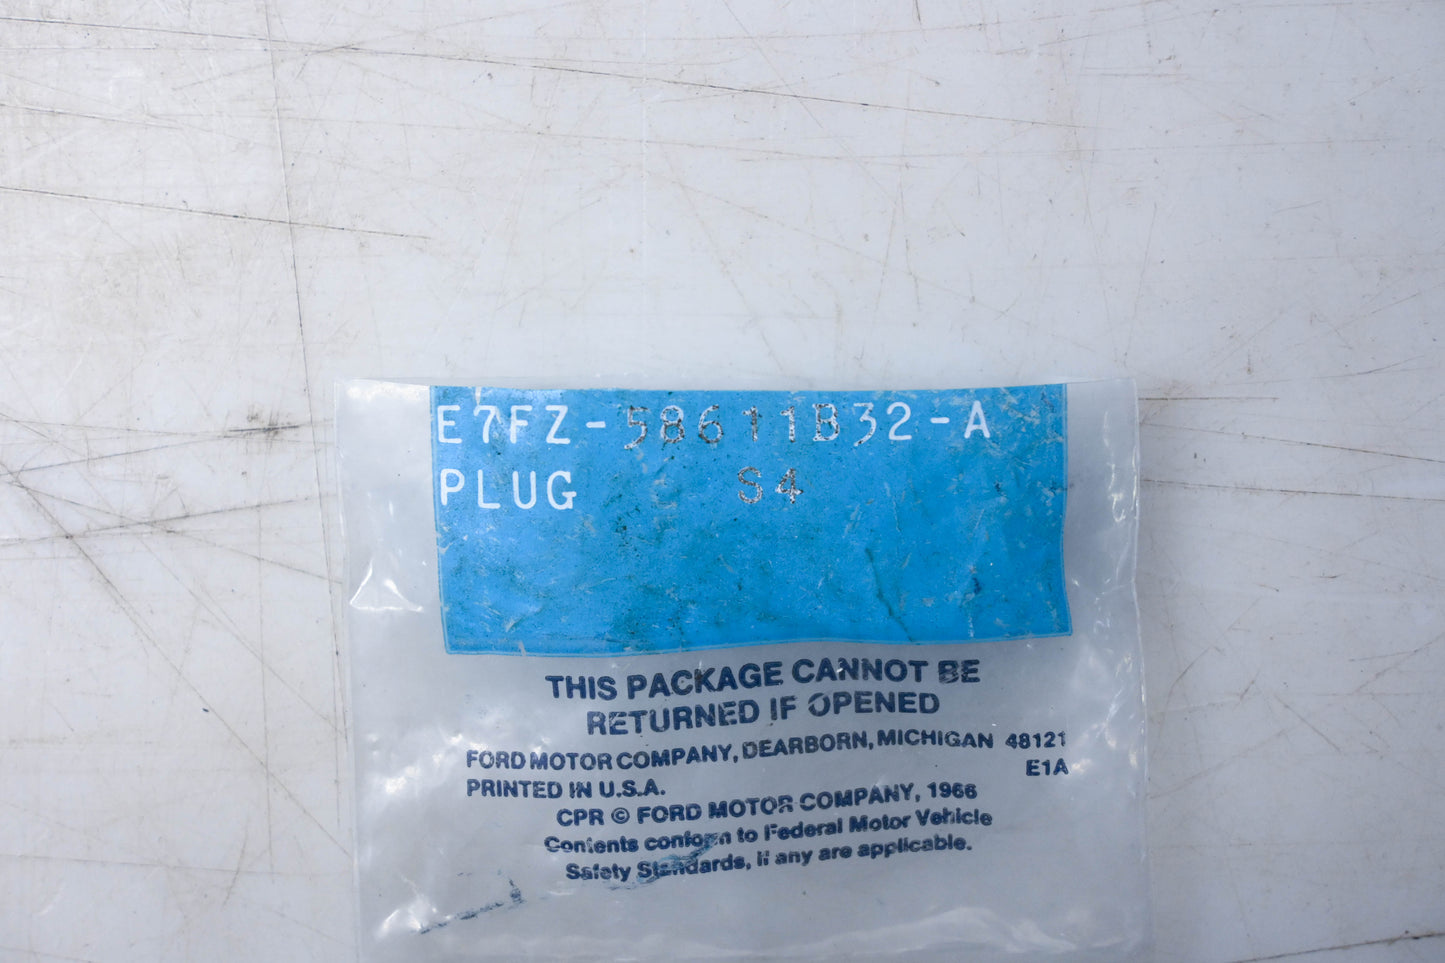 E7FZ-58611B32-A
PLUG S4
THIS PACKAGE CANNOT BE
RETURNED IF OPENED
FORD MOTOR COMPANY, DEARBORN, MICHIGAN 48121
PRINTED IN U.S.A. E1A
CPR © FORD MOTOR COMPANY, 1966
Contents conform to Federal Motor Vehicle
Safety Standards, if any are applicable.